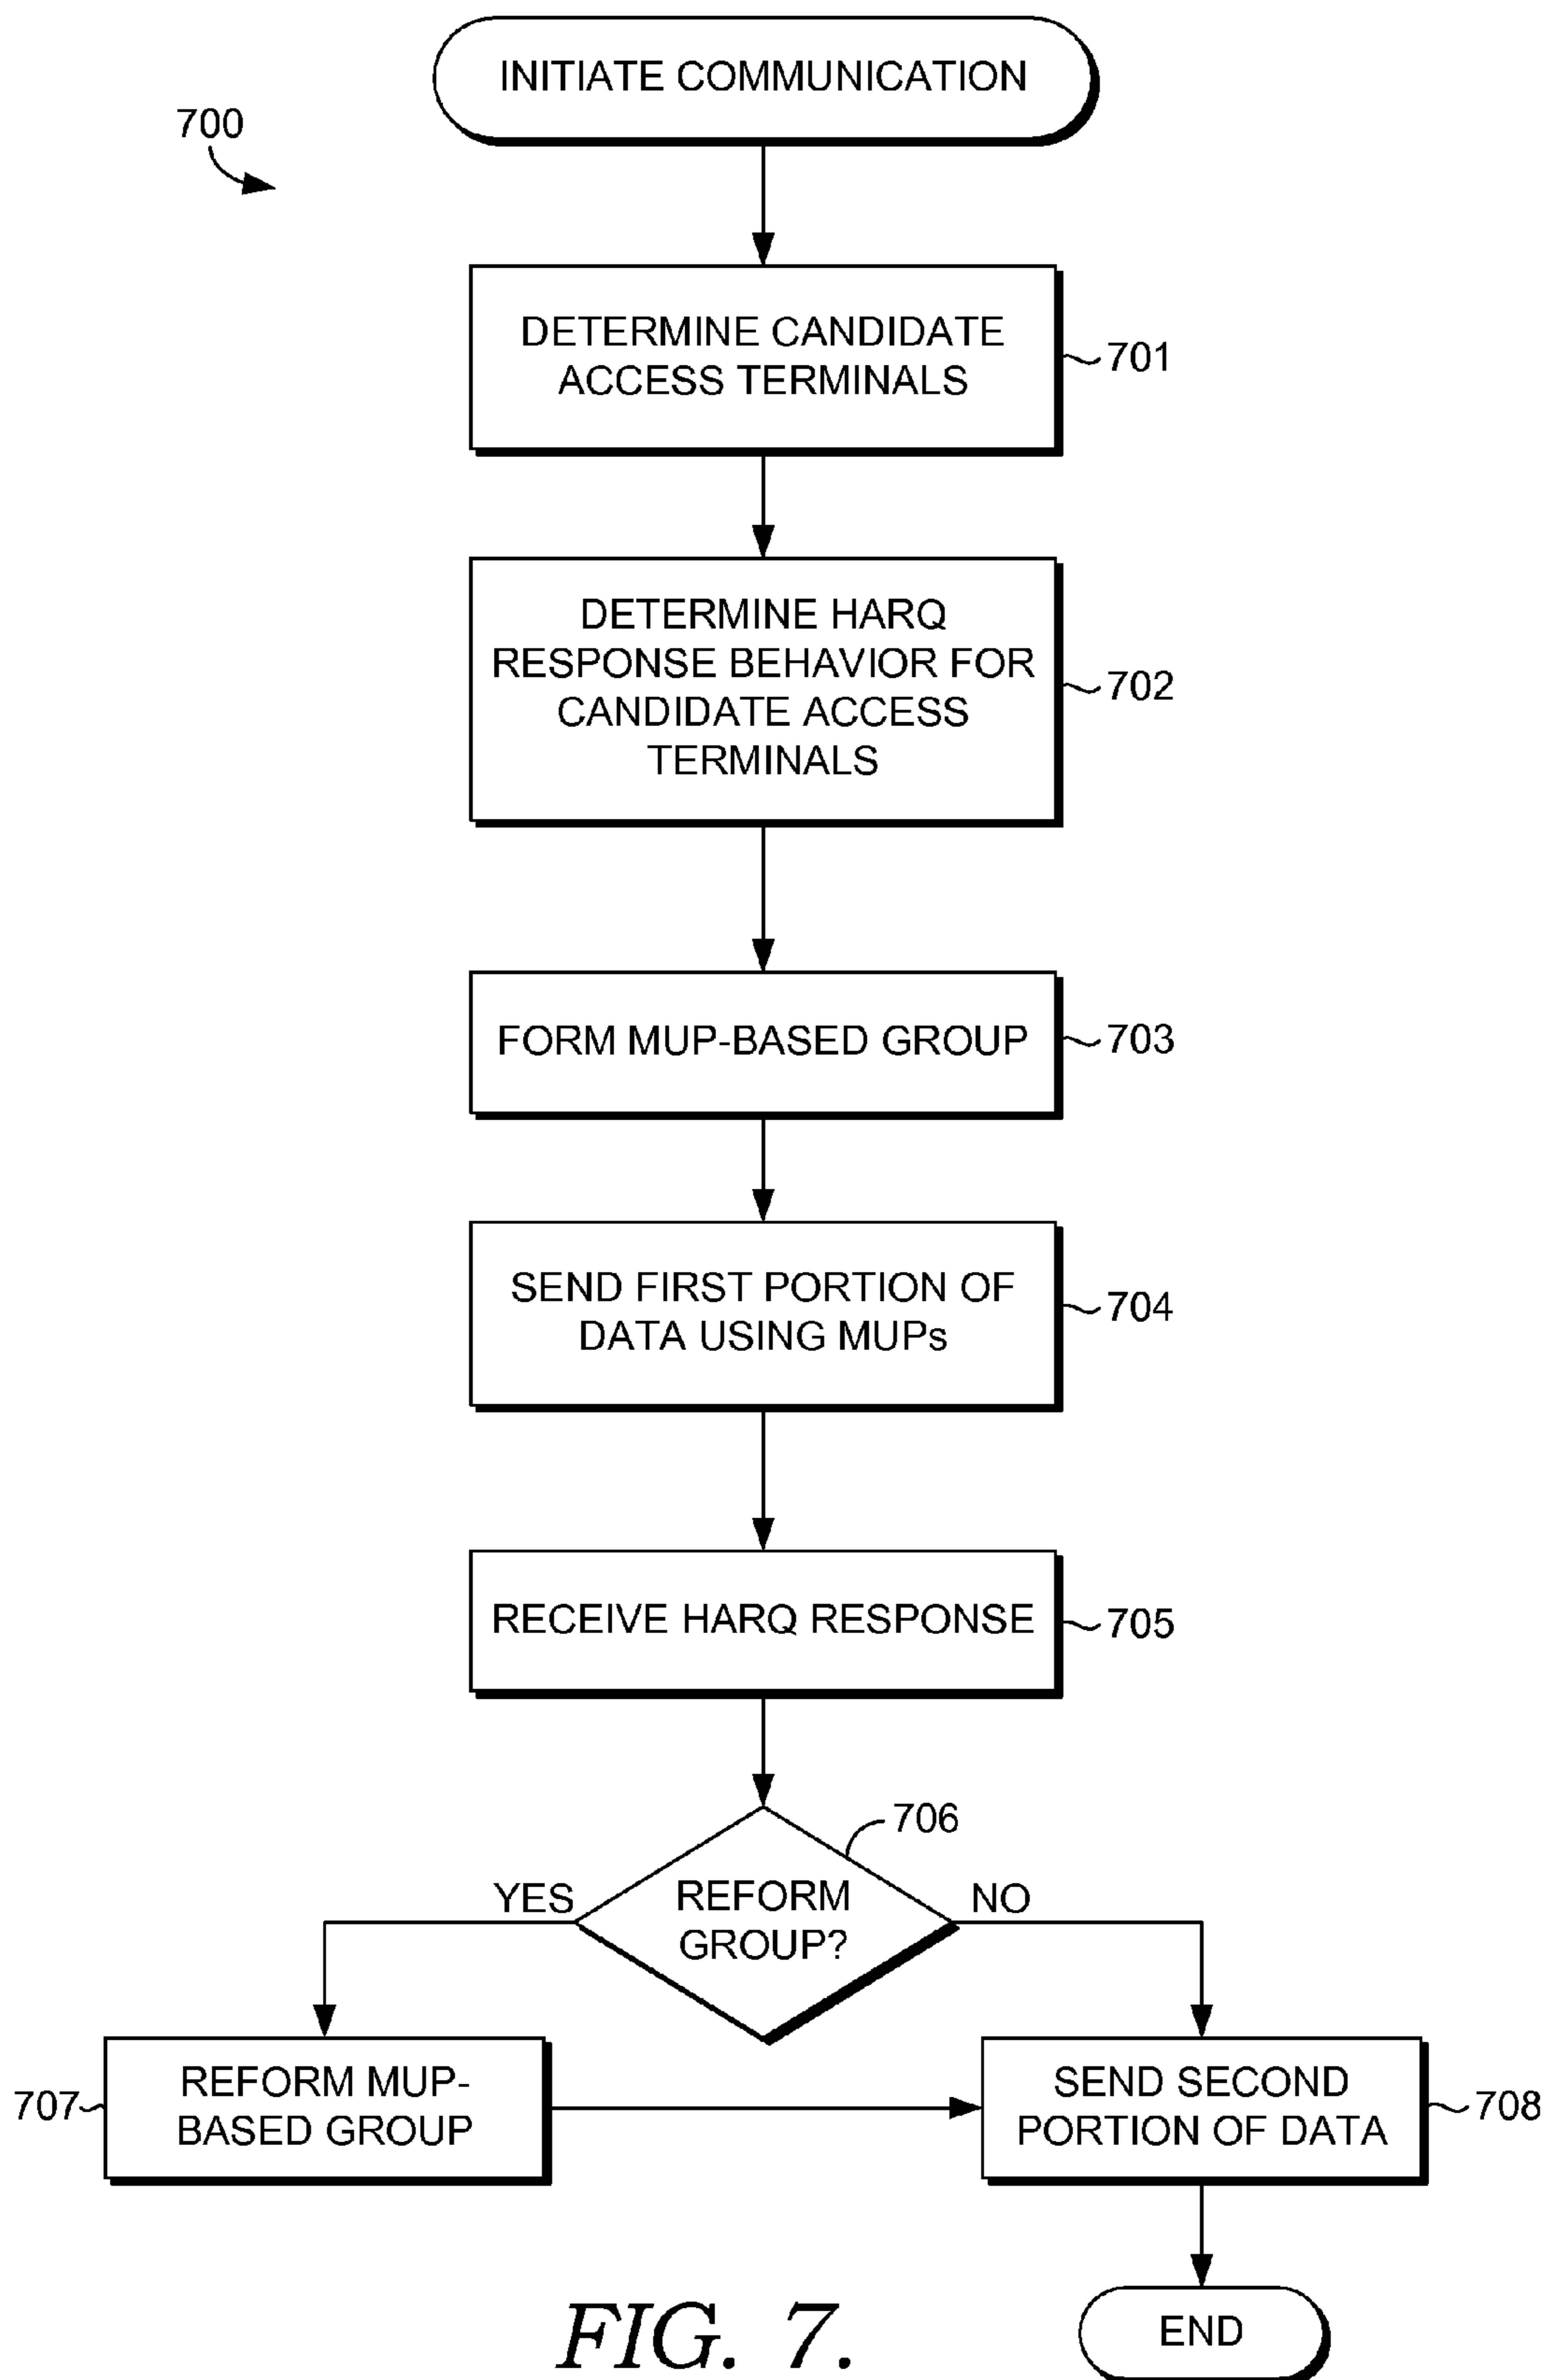 INITIATE COMMUNICATION
700
DETERMINE CANDIDATE
ACCESS TERMINALS
701
DETERMINE HARQ
RESPONSE BEHAVIOR FOR
CANDIDATE ACCESS
TERMINALS
702
FORM MUP-BASED GROUP
703
SEND FIRST PORTION OF
DATA USING MUPs
704
RECEIVE HARQ RESPONSE
705
706
YES
REFORM
GROUP?
NO
707
REFORM MUP-
BASED GROUP
SEND SECOND
PORTION OF DATA
708
END
FIG. 7.